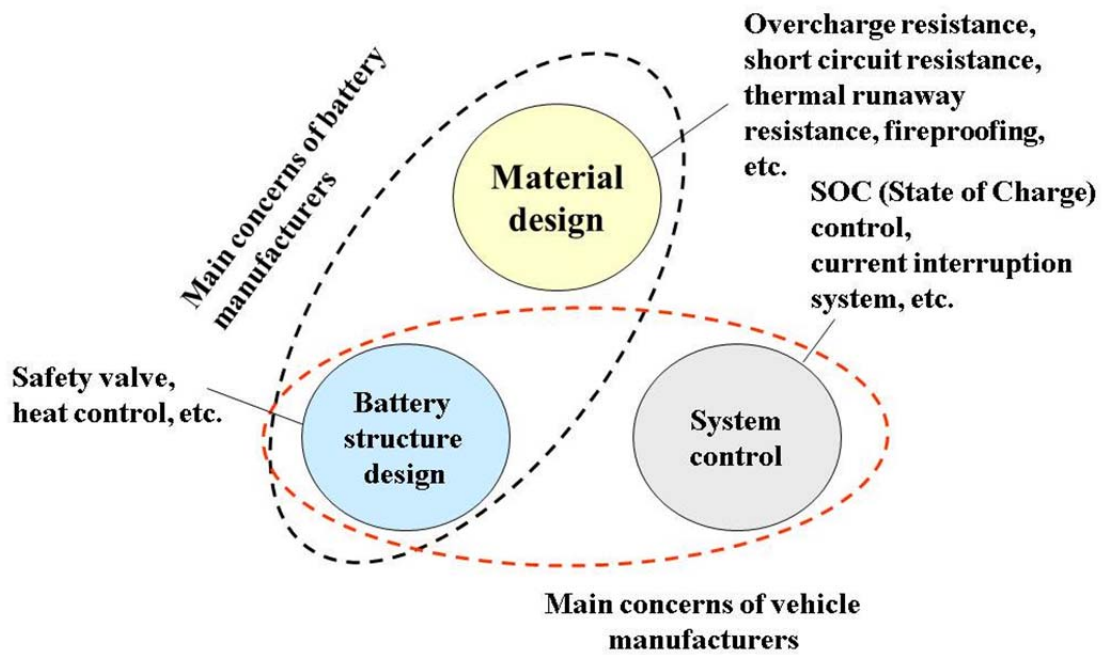 Overcharge resistance,
short circuit resistance,
thermal runaway
resistance, fireproofing,
etc.
Main concerns of battery
manufacturers
Material
design
SOC (State of Charge)
control,
current interruption
system, etc.
Safety valve,
heat control, etc.
Battery
structure
design
System
control
Main concerns of vehicle
manufacturers